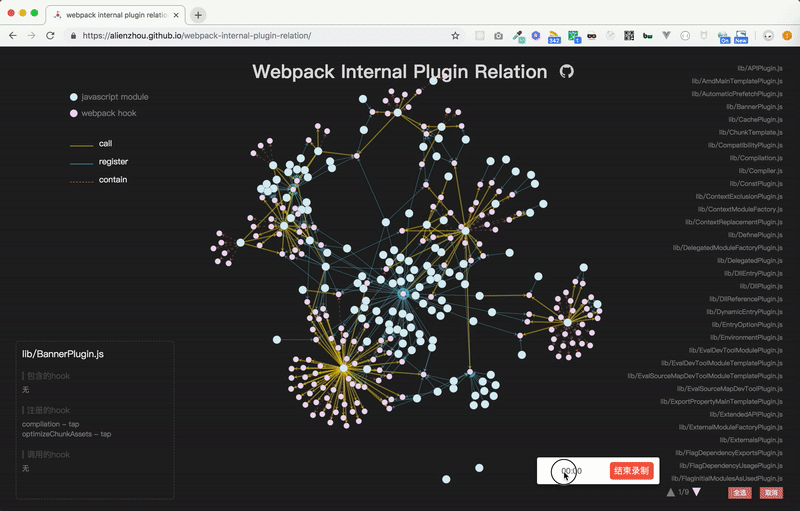 webpack internal plugin relation
https://alienzhou.github.io/webpack-internal-plugin-relation/
342
1
On
New
Webpack Internal Plugin Relation
javascript module
webpack hook
call
register
contain
lib/APIPlugin.js
lib/AmdMainTemplatePlugin.js
lib/AutomaticPrefetchPlugin.js
lib/BannerPlugin.js
lib/CachePlugin.js
lib/ChunkTemplate.js
lib/CompatibilityPlugin.js
lib/Compilation.js
lib/Compiler.js
lib/ConstPlugin.js
lib/ContextExclusionPlugin.js
lib/ContextModuleFactory.js
lib/ContextReplacementPlugin.js
lib/DefinePlugin.js
lib/DelegatedModuleFactoryPlugin.js
lib/DelegatedPlugin.js
lib/DllEntryPlugin.js
lib/DllPlugin.js
lib/DllReferencePlugin.js
lib/DynamicEntryPlugin.js
lib/EntryOptionPlugin.js
lib/EnvironmentPlugin.js
lib/EvalDevToolModulePlugin.js
lib/EvalDevToolModuleTemplatePlugin.js
lib/EvalSourceMapDevToolModuleTemplatePlugin.js
lib/EvalSourceMapDevToolPlugin.js
lib/ExportPropertyMainTemplatePlugin.js
lib/ExtendedAPIPlugin.js
lib/ExternalModuleFactoryPlugin.js
lib/ExternalsPlugin.js
lib/FlagDependencyExportsPlugin.js
lib/FlagDependencyUsagePlugin.js
lib/FlagInitialModulesAsUsedPlugin.js
1/9
全选
取消
lib/BannerPlugin.js
包含的hook
无
注册的hook
compilation - tap
optimizeChunkAssets - tap
调用的hook
无
00:00
结束录制